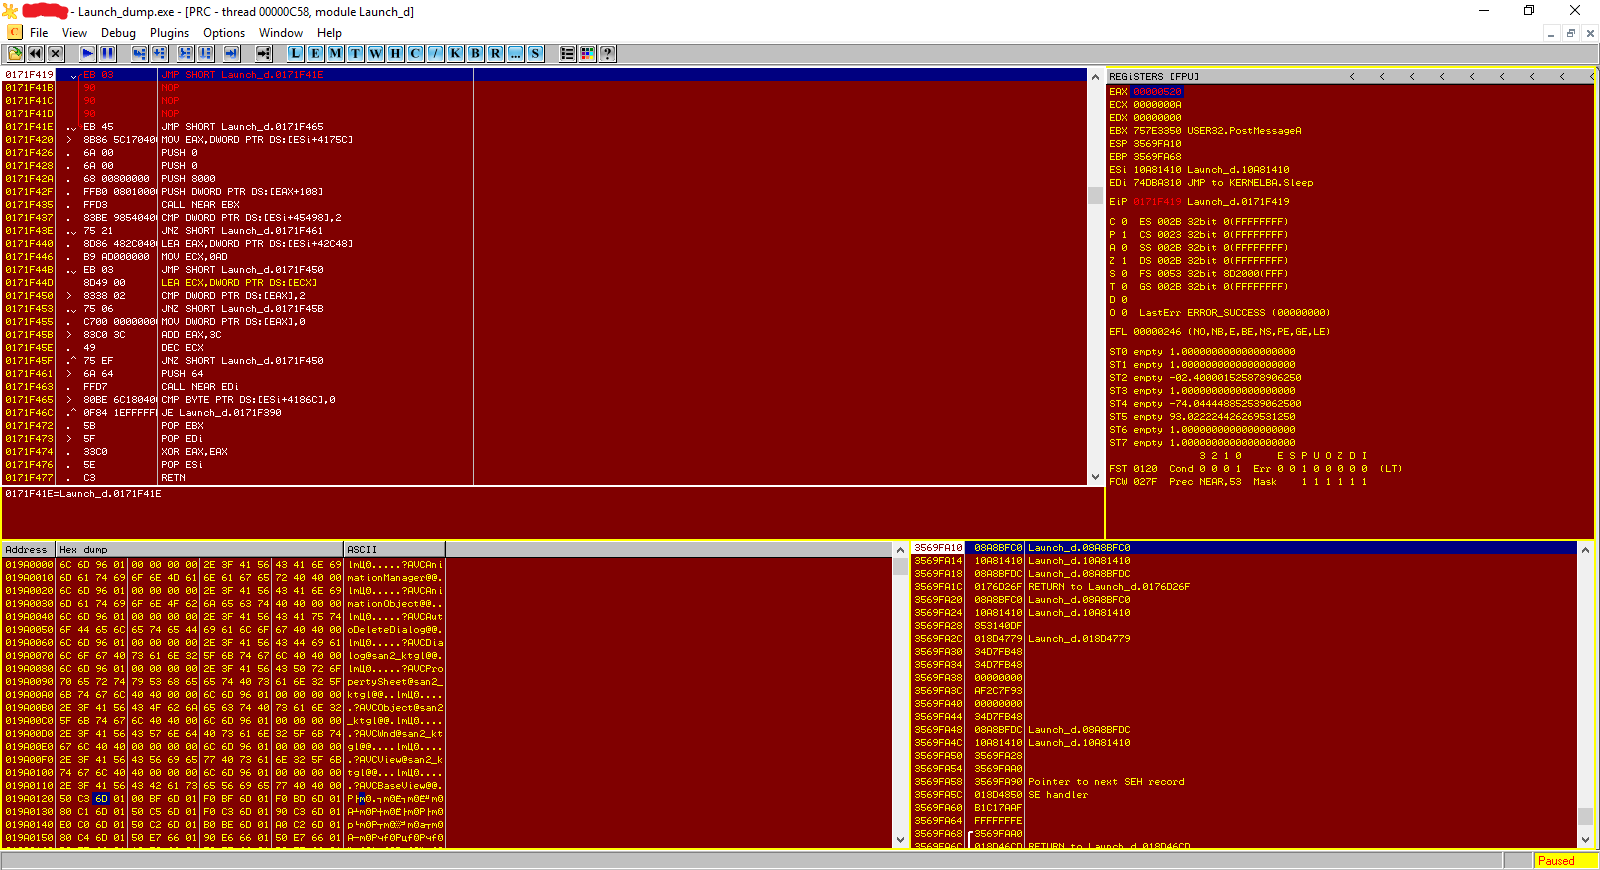 - Launch_dump.exe - [PRC - thread 00000C58, module Launch_d]
C File View Debug Plugins Options Window Help
L E M T W H C / K B R ... S ?
0171F419 EB 03 JMP SHORT Launch_d.0171F41E
0171F41B 90 NOP
0171F41C 90 NOP
0171F41D 90 NOP
0171F41E EB 45 JMP SHORT Launch_d.0171F465
0171F420 > 8B86 5C170400 MOV EAX,DWORD PTR DS:[ESi+4175C]
0171F426 . 6A 00 PUSH 0
0171F428 . 6A 00 PUSH 0
0171F42A . 68 00800000 PUSH 8000
0171F42F . FFB0 08010000 PUSH DWORD PTR DS:[EAX+108]
0171F435 . FFD3 CALL NEAR EBX
0171F437 . 83BE 98540400 CMP DWORD PTR DS:[ESi+45498],2
0171F43E . 75 21 JNZ SHORT Launch_d.0171F461
0171F440 . 8D86 482C0400 LEA EAX,DWORD PTR DS:[ESi+42C48]
0171F446 . B9 AD000000 MOV ECX,0AD
0171F44B . EB 03 JMP SHORT Launch_d.0171F450
0171F44D 8D49 00 LEA ECX,DWORD PTR DS:[ECX]
0171F450 > 8338 02 CMP DWORD PTR DS:[EAX],2
0171F453 . 75 06 JNZ SHORT Launch_d.0171F45B
0171F455 . C700 00000000 MOV DWORD PTR DS:[EAX],0
0171F45B > 83C0 3C ADD EAX,3C
0171F45E . 49 DEC ECX
0171F45F .^ 75 EF JNZ SHORT Launch_d.0171F450
0171F461 > 6A 64 PUSH 64
0171F463 . FFD7 CALL NEAR EDi
0171F465 > 80BE 6C180400 CMP BYTE PTR DS:[ESi+4186C],0
0171F46C .^ 0F84 1EFFFFFF JE Launch_d.0171F390
0171F472 . 5B POP EBX
0171F473 > 5F POP EDi
0171F474 . 33C0 XOR EAX,EAX
0171F476 . 5E POP ESi
0171F477 . C3 RETN
0171F41E=Launch_d.0171F41E
REGiSTERS [FPU] < < < < < < < < <
EAX 00000520
ECX 0000000A
EDX 00000000
EBX 757E3350 USER32.PostMessageA
ESP 3569FA10
EBP 3569FA68
ESi 10A81410 Launch_d.10A81410
EDi 74DBA310 JMP to KERNELBA.Sleep
EiP 0171F419 Launch_d.0171F419
C 0 ES 002B 32bit 0(FFFFFFFF)
P 1 CS 0023 32bit 0(FFFFFFFF)
A 0 SS 002B 32bit 0(FFFFFFFF)
Z 1 DS 002B 32bit 0(FFFFFFFF)
S 0 FS 0053 32bit 8D2000(FFF)
T 0 GS 002B 32bit 0(FFFFFFFF)
D 0
O 0 LastErr ERROR_SUCCESS (00000000)
EFL 00000246 (NO,NB,E,BE,NS,PE,GE,LE)
ST0 empty 1.0000000000000000000
ST1 empty 1.0000000000000000000
ST2 empty -02.400001525878906250
ST3 empty 1.0000000000000000000
ST4 empty -74.044448852539062500
ST5 empty 93.022224426269531250
ST6 empty 1.0000000000000000000
ST7 empty 1.0000000000000000000
3 2 1 0 E S P U O Z D I
FST 0120 Cond 0 0 0 1 Err 0 0 1 0 0 0 0 0 (LT)
FCW 027F Prec NEAR,53 Mask 1 1 1 1 1 1
Address Hex dump ASCII
019A0000 6C 6D 96 01 00 00 00 00 2E 3F 41 56 43 41 6E 69
019A0010 6D 61 74 69 6F 6E 4D 61 6E 61 67 65 72 40 40 00 mationManager@@.
019A0020 6C 6D 96 01 00 00 00 00 2E 3F 41 56 43 41 6E 69
019A0030 6D 61 74 69 6F 6E 4F 62 6A 65 63 74 40 40 00 00 mationObject@@..
019A0040 6C 6D 96 01 00 00 00 00 2E 3F 41 56 43 41 75 74
019A0050 6F 44 65 6C 65 74 65 44 69 61 6C 6F 67 40 40 00 oDeleteDialog@@.
019A0060 6C 6D 96 01 00 00 00 00 2E 3F 41 56 43 44 69 61
019A0070 6C 6F 67 40 73 61 6E 32 5F 6B 74 67 6C 40 40 00 log@san2_ktgl@@.
019A0080 6C 6D 96 01 00 00 00 00 2E 3F 41 56 43 50 72 6F
019A0090 70 65 72 74 79 53 68 65 65 74 40 73 61 6E 32 5F pertySheet@san2_
019A00A0 6B 74 67 6C 40 40 00 00 6C 6D 96 01 00 00 00 00
019A00B0 2E 3F 41 56 43 4F 62 6A 65 63 74 40 73 61 6E 32 .?AVCObject@san2
019A00C0 5F 6B 74 67 6C 40 40 00 6C 6D 96 01 00 00 00 00
019A00D0 2E 3F 41 56 43 57 6E 64 40 73 61 6E 32 5F 6B 74 .?AVCWnd@san2_kt
019A00E0 67 6C 40 40 00 00 00 00 6C 6D 96 01 00 00 00 00
019A00F0 2E 3F 41 56 43 56 69 65 77 40 73 61 6E 32 5F 6B .?AVCView@san2_k
019A0100 74 67 6C 40 40 00 00 00 6C 6D 96 01 00 00 00 00
019A0110 2E 3F 41 56 43 42 61 73 65 56 69 65 77 40 40 00 .?AVCBaseView@@.
019A0120 50 C3 6D 01 00 BF 6D 01 F0 BF 6D 01 F0 BD 6D 01
019A0130 80 C1 6D 01 50 C5 6D 01 F0 C3 6D 01 90 C3 6D 01
019A0140 E0 C0 6D 01 50 C2 6D 01 B0 BE 6D 01 A0 C2 6D 01
019A0150 80 C4 6D 01 50 E7 66 01 90 E6 66 01 50 E7 66 01
3569FA10 08A8BFC0 Launch_d.08A8BFC0
3569FA14 10A81410 Launch_d.10A81410
3569FA18 08A8BFDC Launch_d.08A8BFDC
3569FA1C 0176D26F RETURN to Launch_d.0176D26F
3569FA20 08A8BFC0 Launch_d.08A8BFC0
3569FA24 10A81410 Launch_d.10A81410
3569FA28 853140DF
3569FA2C 018D4779 Launch_d.018D4779
3569FA30 34D7FB48
3569FA34 34D7FB48
3569FA38 00000000
3569FA3C AF2C7F93
3569FA40 00000000
3569FA44 34D7FB48
3569FA48 08A8BFDC Launch_d.08A8BFDC
3569FA4C 10A81410 Launch_d.10A81410
3569FA50 3569FA28
3569FA54 3569FAA0
3569FA58 3569FA90 Pointer to next SEH record
3569FA5C 018D4850 SE handler
3569FA60 B1C17AAF
3569FA64 FFFFFFFE
3569FA68 3569FAA0
3569FA6C 018D46CD RETURN to Launch_d.018D46CD
Paused